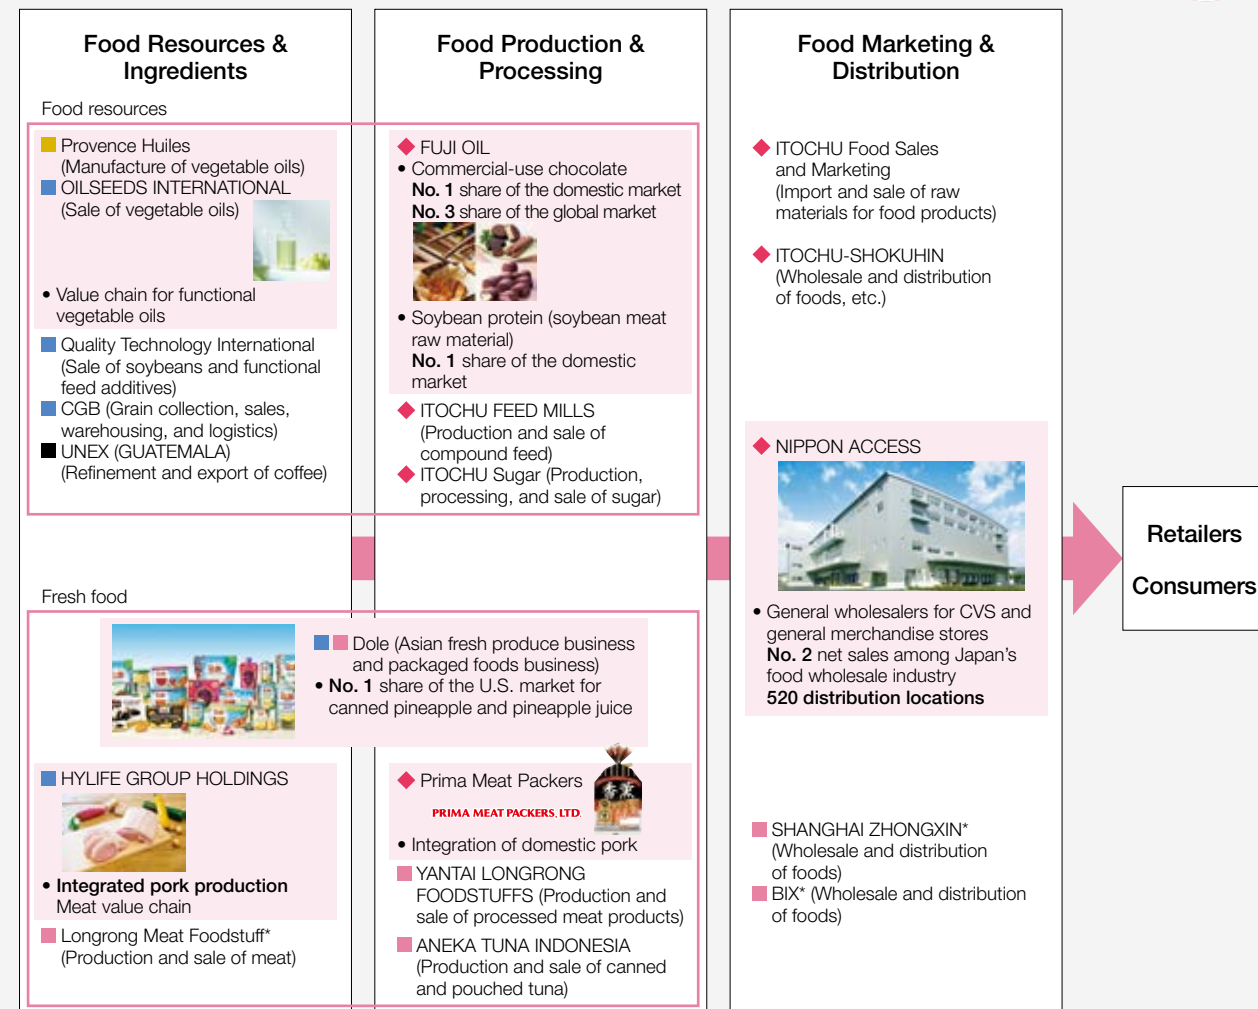 Food Resources &
Ingredients
Food resources
■ Provence Huiles
(Manufacture of vegetable oils)
■ OILSEEDS INTERNATIONAL
(Sale of vegetable oils)
• Value chain for functional
vegetable oils
■ Quality Technology International
(Sale of soybeans and functional
feed additives)
■ CGB (Grain collection, sales,
warehousing, and logistics)
■ UNEX (GUATEMALA)
(Refinement and export of coffee)
Food Production &
Processing
◆ FUJI OIL
• Commercial-use chocolate
No. 1 share of the domestic market
No. 3 share of the global market
• Soybean protein (soybean meat
raw material)
No. 1 share of the domestic
market
◆ ITOCHU FEED MILLS
(Production and sale of
compound feed)
◆ ITOCHU Sugar (Production,
processing, and sale of sugar)
Fresh food
■ ■ Dole (Asian fresh produce business
and packaged foods business)
• No. 1 share of the U.S. market for
canned pineapple and pineapple juice
■ HYLIFE GROUP HOLDINGS
• Integrated pork production
Meat value chain
■ Longrong Meat Foodstuff*
(Production and sale of meat)
◆ Prima Meat Packers
PRIMA MEAT PACKERS, LTD.
香薫
• Integration of domestic pork
■ YANTAI LONGRONG
FOODSTUFFS (Production and
sale of processed meat products)
■ ANEKA TUNA INDONESIA
(Production and sale of canned
and pouched tuna)
Food Marketing &
Distribution
◆ ITOCHU Food Sales
and Marketing
(Import and sale of raw
materials for food products)
◆ ITOCHU-SHOKUHIN
(Wholesale and distribution
of foods, etc.)
◆ NIPPON ACCESS
• General wholesalers for CVS and
general merchandise stores
No. 2 net sales among Japan's
food wholesale industry
520 distribution locations
■ SHANGHAI ZHONGXIN*
(Wholesale and distribution
of foods)
■ BIX* (Wholesale and distribution
of foods)
Retailers
Consumers